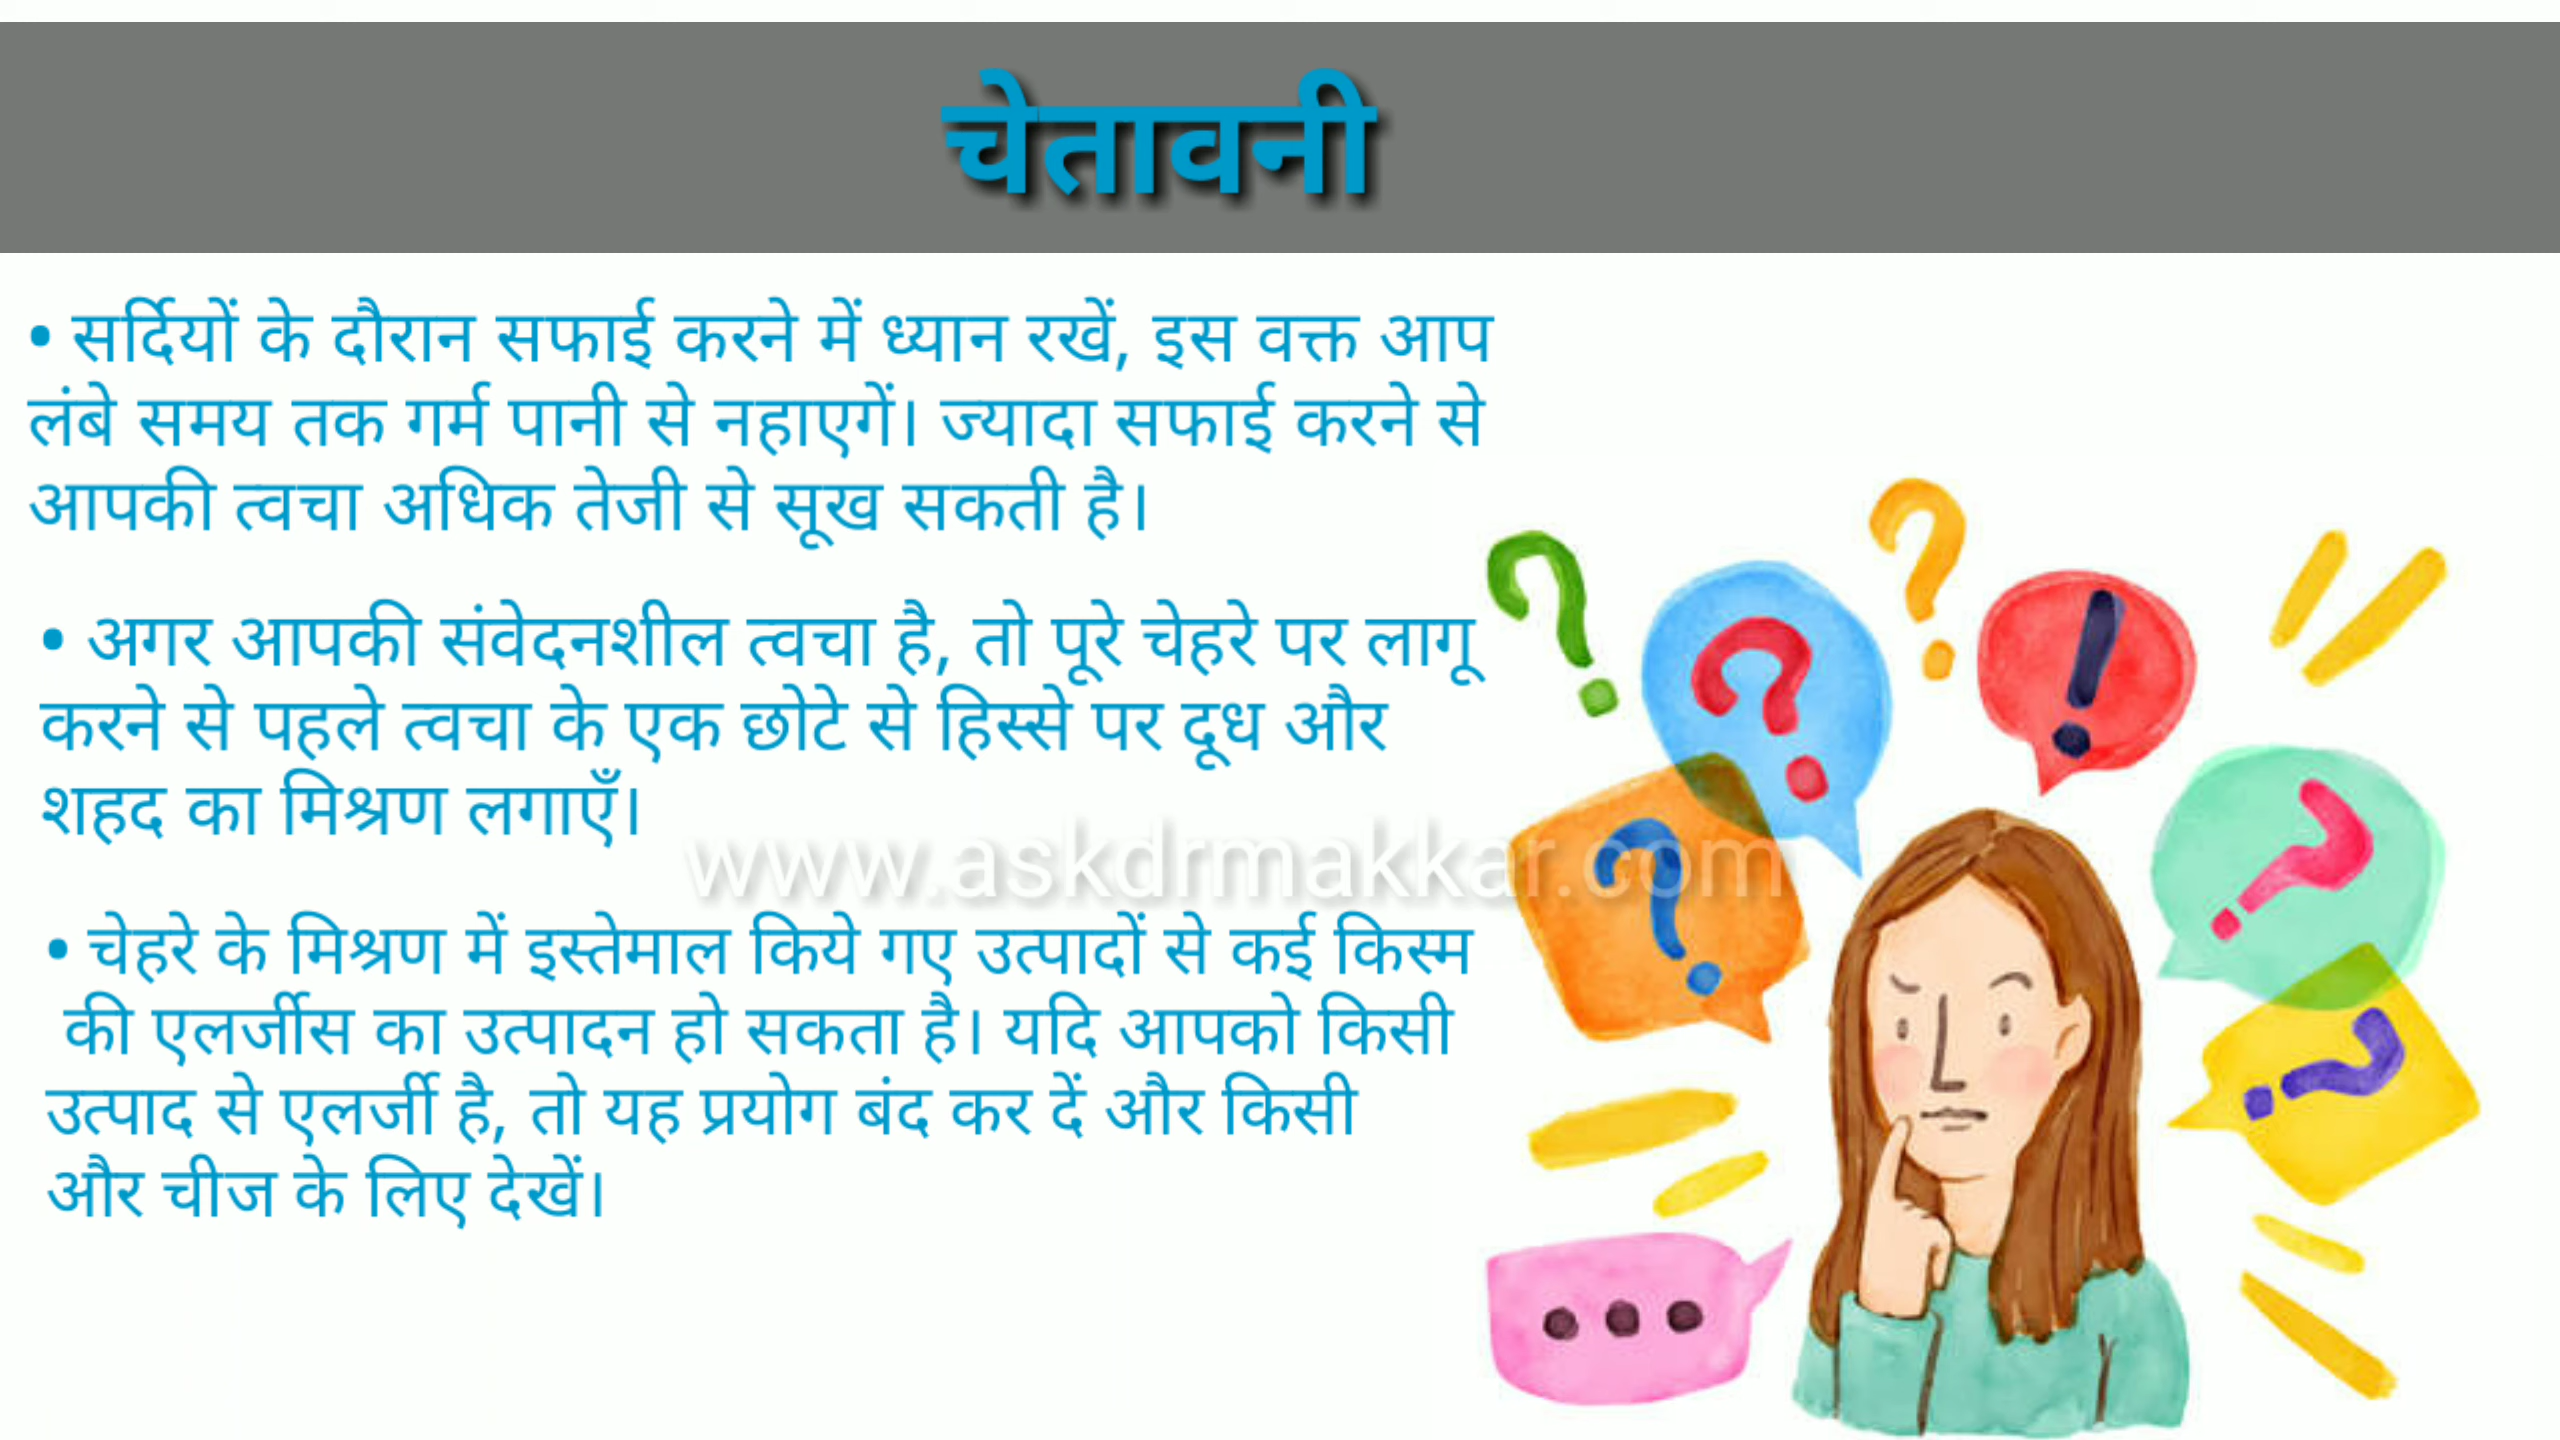 चेतावनी
• सर्दियों के दौरान सफाई करने में ध्यान रखें, इस वक्त आप
लंबे समय तक गर्म पानी से नहाएगें। ज्यादा सफाई करने से
आपकी त्वचा अधिक तेजी से सूख सकती है।
• अगर आपकी संवेदनशील त्वचा है, तो पूरे चेहरे पर लागू
करने से पहले त्वचा के एक छोटे से हिस्से पर दूध और
शहद का मिश्रण लगाएँ।
www.askdrmakkar.com
• चेहरे के मिश्रण में इस्तेमाल किये गए उत्पादों से कई किस्म
की एलर्जीस का उत्पादन हो सकता है। यदि आपको किसी
उत्पाद से एलर्जी है, तो यह प्रयोग बंद कर दें और किसी
और चीज के लिए देखें।